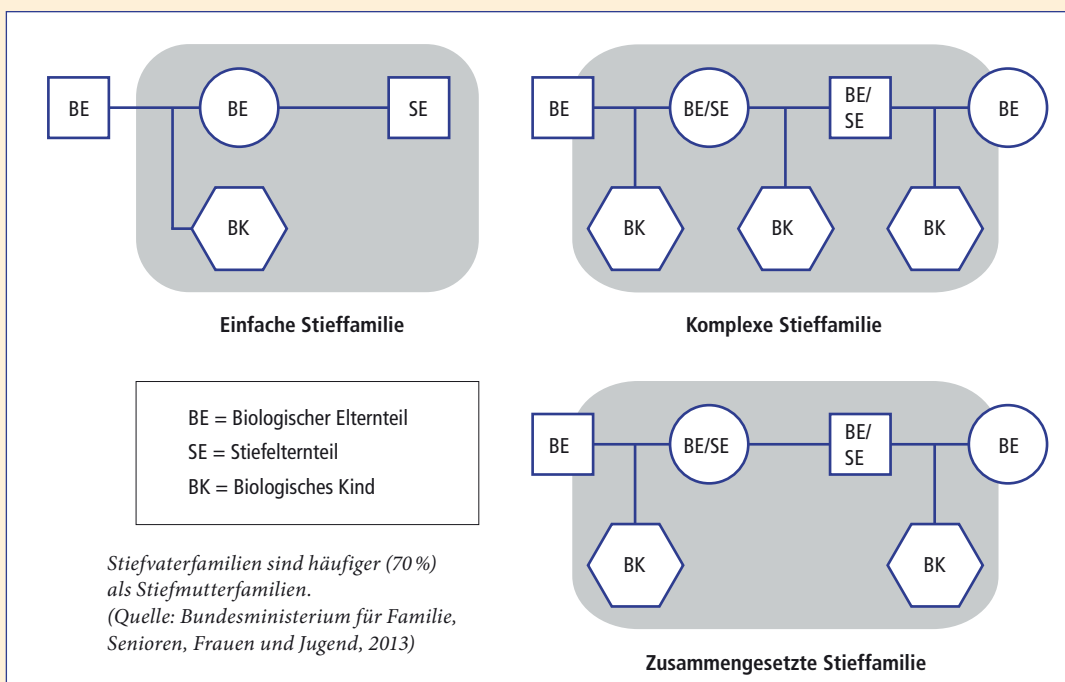 BE
BE
SE
BK
Einfache Stieffamilie
BE
BE/SE
BE/
SE
BE
BK
BK
BK
Komplexe Stieffamilie
BE = Biologischer Elternteil
SE = Stiefelternteil
BK = Biologisches Kind
Stiefvaterfamilien sind häufiger (70 %)
als Stiefmutterfamilien.
(Quelle: Bundesministerium für Familie,
Senioren, Frauen und Jugend, 2013)
BE
BE/SE
BE/
SE
BE
BK
BK
Zusammengesetzte Stieffamilie